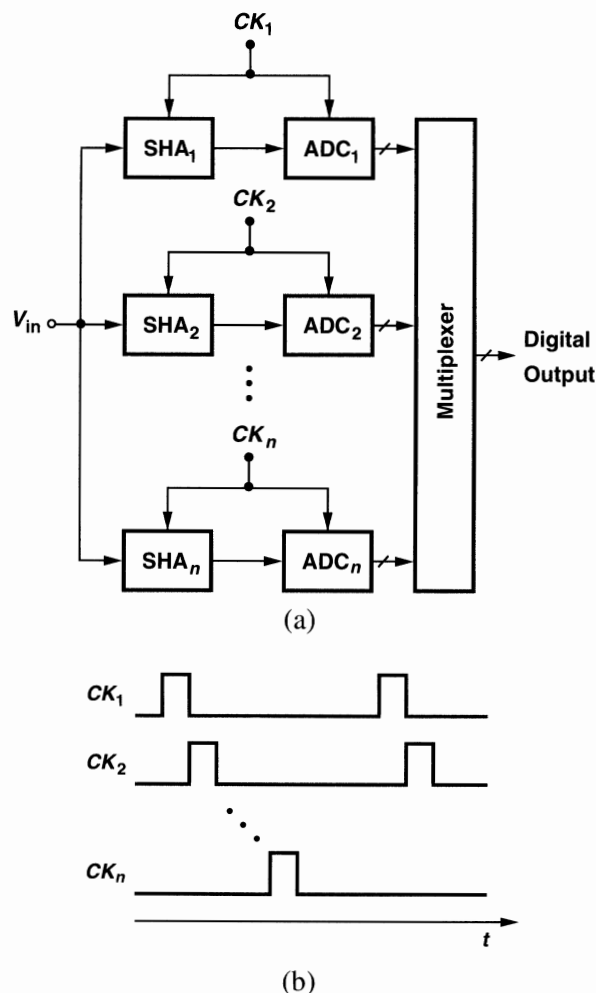 CK1
SHA1
ADC1
CK2
Vin
SHA2
ADC2
Multiplexer
Digital
Output
CKn
SHAn
ADCn
(a)
CK1
CK2
CKn
t
(b)